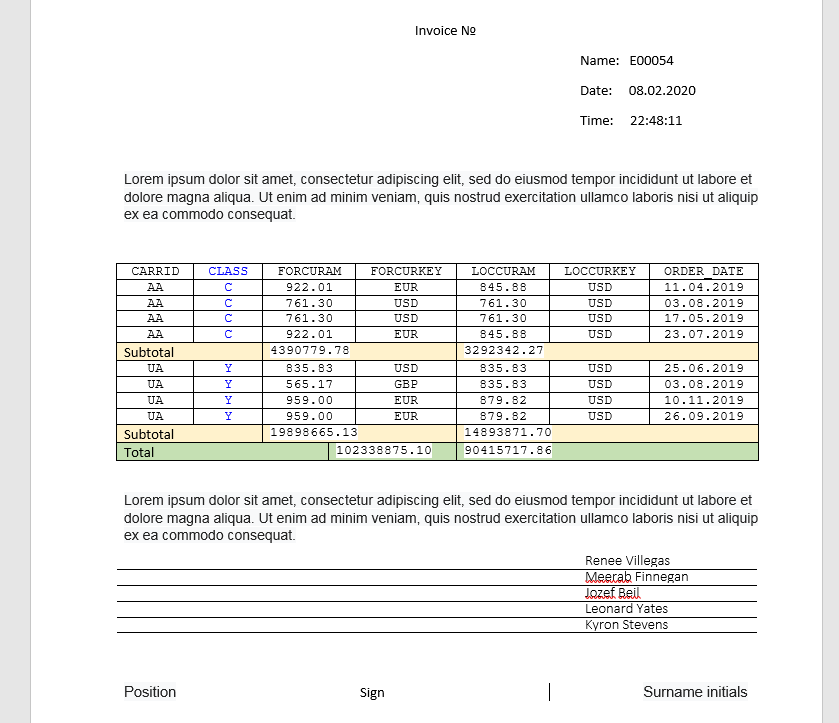 Invoice №
Name: E00054
Date: 08.02.2020
Time: 22:48:11
Lorem ipsum dolor sit amet, consectetur adipiscing elit, sed do eiusmod tempor incididunt ut labore et
dolore magna aliqua. Ut enim ad minim veniam, quis nostrud exercitation ullamco laboris nisi ut aliquip
ex ea commodo consequat.
CARRID CLASS FORCURAM FORCURKEY LOCCURAM LOCCURKEY ORDER_DATE
AA C 922.01 EUR 845.88 USD 11.04.2019
AA C 761.30 USD 761.30 USD 03.08.2019
AA C 761.30 USD 761.30 USD 17.05.2019
AA C 922.01 EUR 845.88 USD 23.07.2019
Subtotal 4390779.78 3292342.27
UA Y 835.83 USD 835.83 USD 25.06.2019
UA Y 565.17 GBP 835.83 USD 03.08.2019
UA Y 959.00 EUR 879.82 USD 10.11.2019
UA Y 959.00 EUR 879.82 USD 26.09.2019
Subtotal 19898665.13 14893871.70
Total 102338875.10 90415717.86
Lorem ipsum dolor sit amet, consectetur adipiscing elit, sed do eiusmod tempor incididunt ut labore et
dolore magna aliqua. Ut enim ad minim veniam, quis nostrud exercitation ullamco laboris nisi ut aliquip
ex ea commodo consequat.
Renee Villegas
Meerab Finnegan
Jozef Beil
Leonard Yates
Kyron Stevens
Position Sign Surname initials